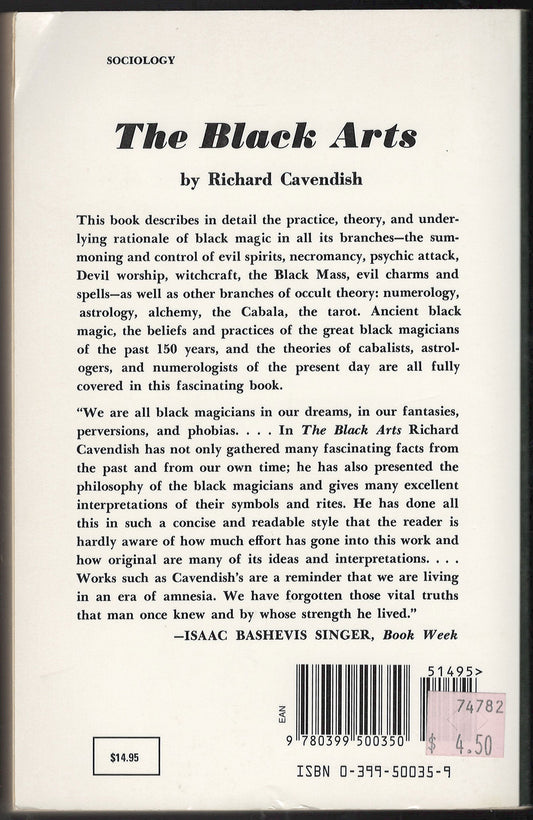 SOCIOLOGY
The Black Arts
by Richard Cavendish
This book describes in detail the practice, theory, and under-
lying rationale of black magic in all its branches—the sum-
moning and control of evil spirits, necromancy, psychic attack,
Devil worship, witchcraft, the Black Mass, evil charms and
spells—as well as other branches of occult theory: numerology,
astrology, alchemy, the Cabala, the tarot. Ancient black
magic, the beliefs and practices of the great black magicians
of the past 150 years, and the theories of cabalists, astrol-
ogers, and numerologists of the present day are all fully
covered in this fascinating book.
“We are all black magicians in our dreams, in our fantasies,
perversions, and phobias. . . . In The Black Arts Richard
Cavendish has not only gathered many fascinating facts from
the past and from our own time; he has also presented the
philosophy of the black magicians and gives many excellent
interpretations of their symbols and rites. He has done all
this in such a concise and readable style that the reader is
hardly aware of how much effort has gone into this work and
how original are many of its ideas and interpretations. . . .
Works such as Cavendish's are a reminder that we are living
in an era of amnesia. We have forgotten those vital truths
that man once knew and by whose strength he lived.”
—ISAAC BASHEVIS SINGER, Book Week
51495>
EAN
74782
$ 4.50
9 780399 500350
$14.95
ISBN 0-399-50035-9